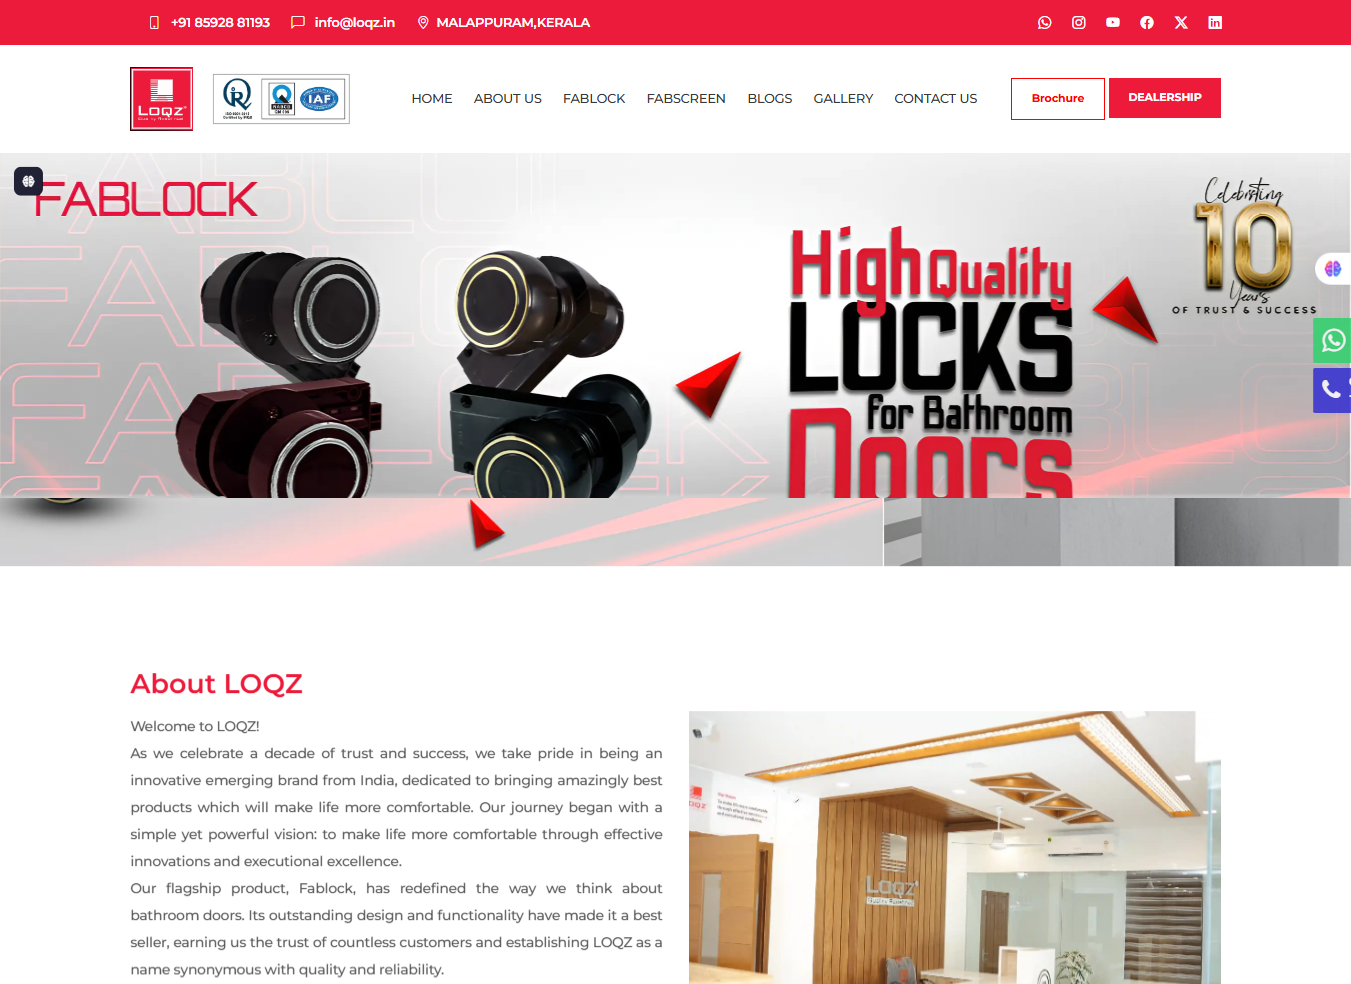 +91 85928 81193
info@loqz.in
MALAPPURAM,KERALA
LOQZ
IAF
HOME
ABOUT US
FABLOCK
FABSCREEN
BLOGS
GALLERY
CONTACT US
Brochure
DEALERSHIP
FABLOCK
High Quality
LOCKS
for Bathroom
Doors
Celebrating
10
Years
OF TRUST & SUCCESS
About LOQZ
Welcome to LOQZ!
As we celebrate a decade of trust and success, we take pride in being an
innovative emerging brand from India, dedicated to bringing amazingly best
products which will make life more comfortable. Our journey began with a
simple yet powerful vision: to make life more comfortable through effective
innovations and executional excellence.
Our flagship product, Fablock, has redefined the way we think about
bathroom doors. Its outstanding design and functionality have made it a best
seller, earning us the trust of countless customers and establishing LOQZ as a
name synonymous with quality and reliability.
LOQZ